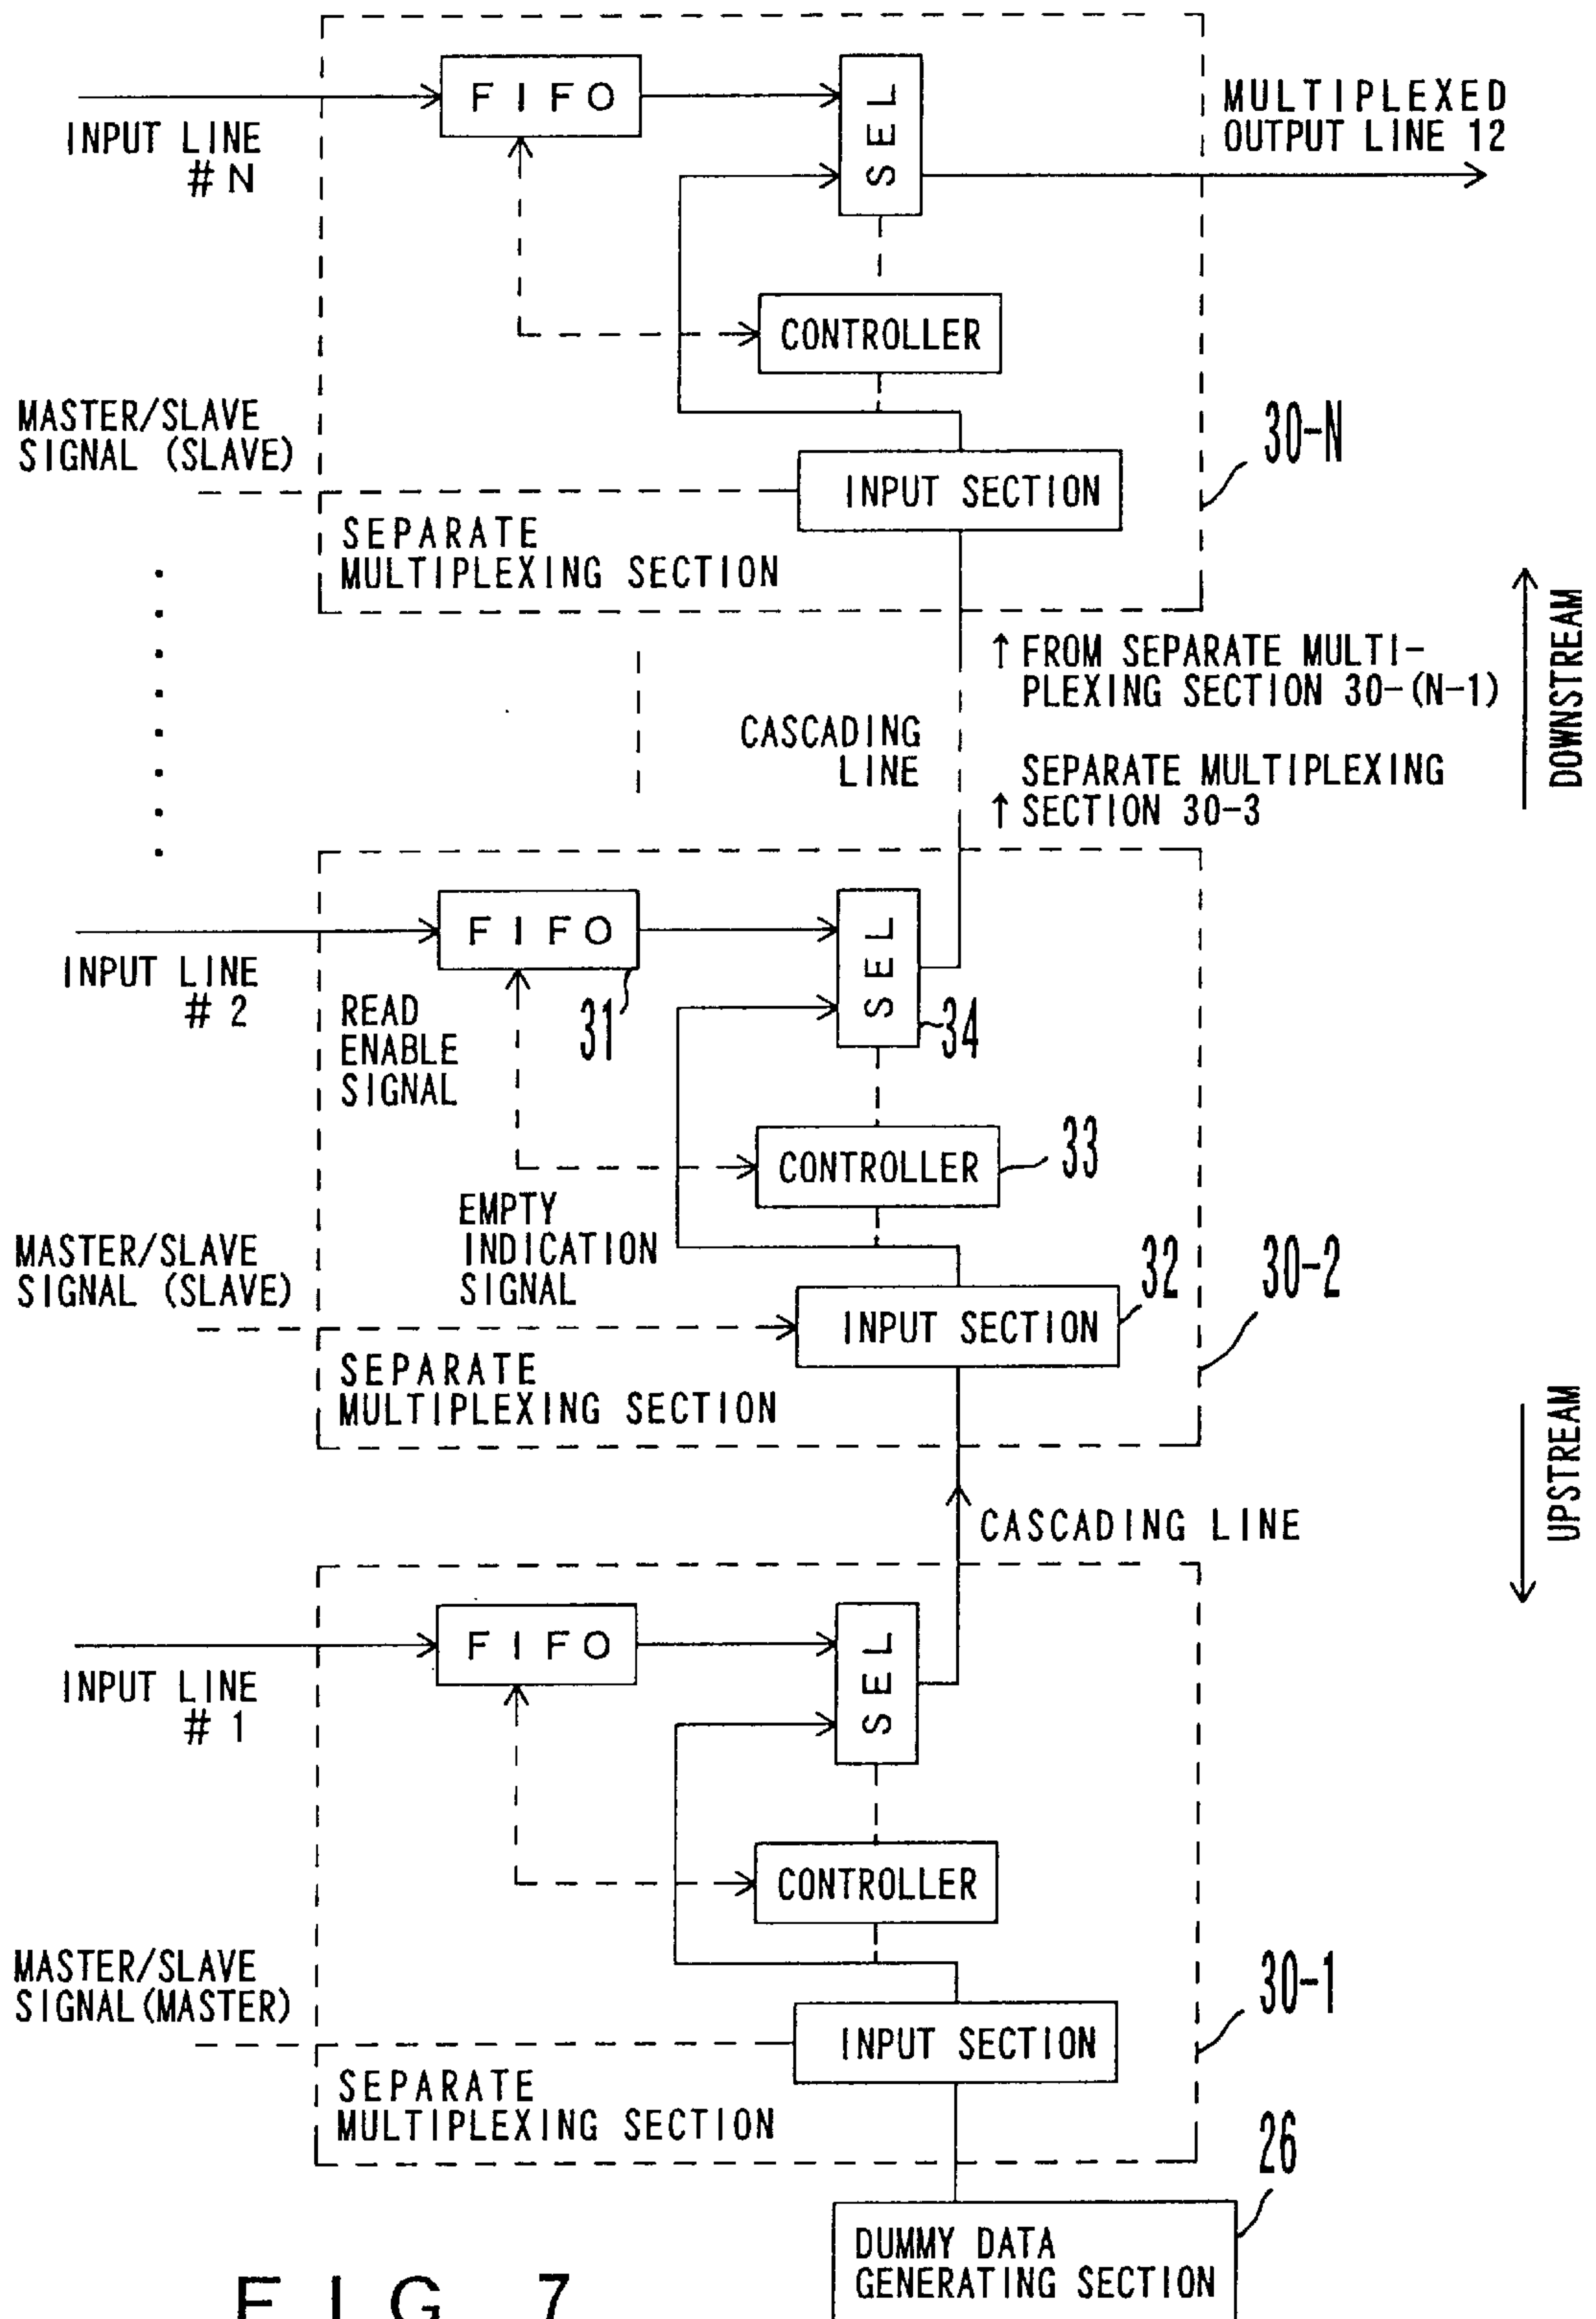 FIFO
SEL
INPUT LINE
#N
MULTIPLEXED
OUTPUT LINE 12
CONTROLLER
MASTER/SLAVE
SIGNAL (SLAVE)
30-N
INPUT SECTION
SEPARATE
MULTIPLEXING SECTION
↑ FROM SEPARATE MULTI-
PLEXING SECTION 30-(N-1)
DOWNSTREAM
CASCADING
LINE
SEPARATE MULTIPLEXING
↑ SECTION 30-3
FIFO
SEL
INPUT LINE
#2
31
34
READ
ENABLE
SIGNAL
CONTROLLER
33
EMPTY
INDICATION
SIGNAL
MASTER/SLAVE
SIGNAL (SLAVE)
32
30-2
INPUT SECTION
SEPARATE
MULTIPLEXING SECTION
UPSTREAM
CASCADING LINE
FIFO
SEL
INPUT LINE
#1
CONTROLLER
MASTER/SLAVE
SIGNAL(MASTER)
30-1
INPUT SECTION
SEPARATE
MULTIPLEXING SECTION
26
DUMMY DATA
GENERATING SECTION
FIG. 7